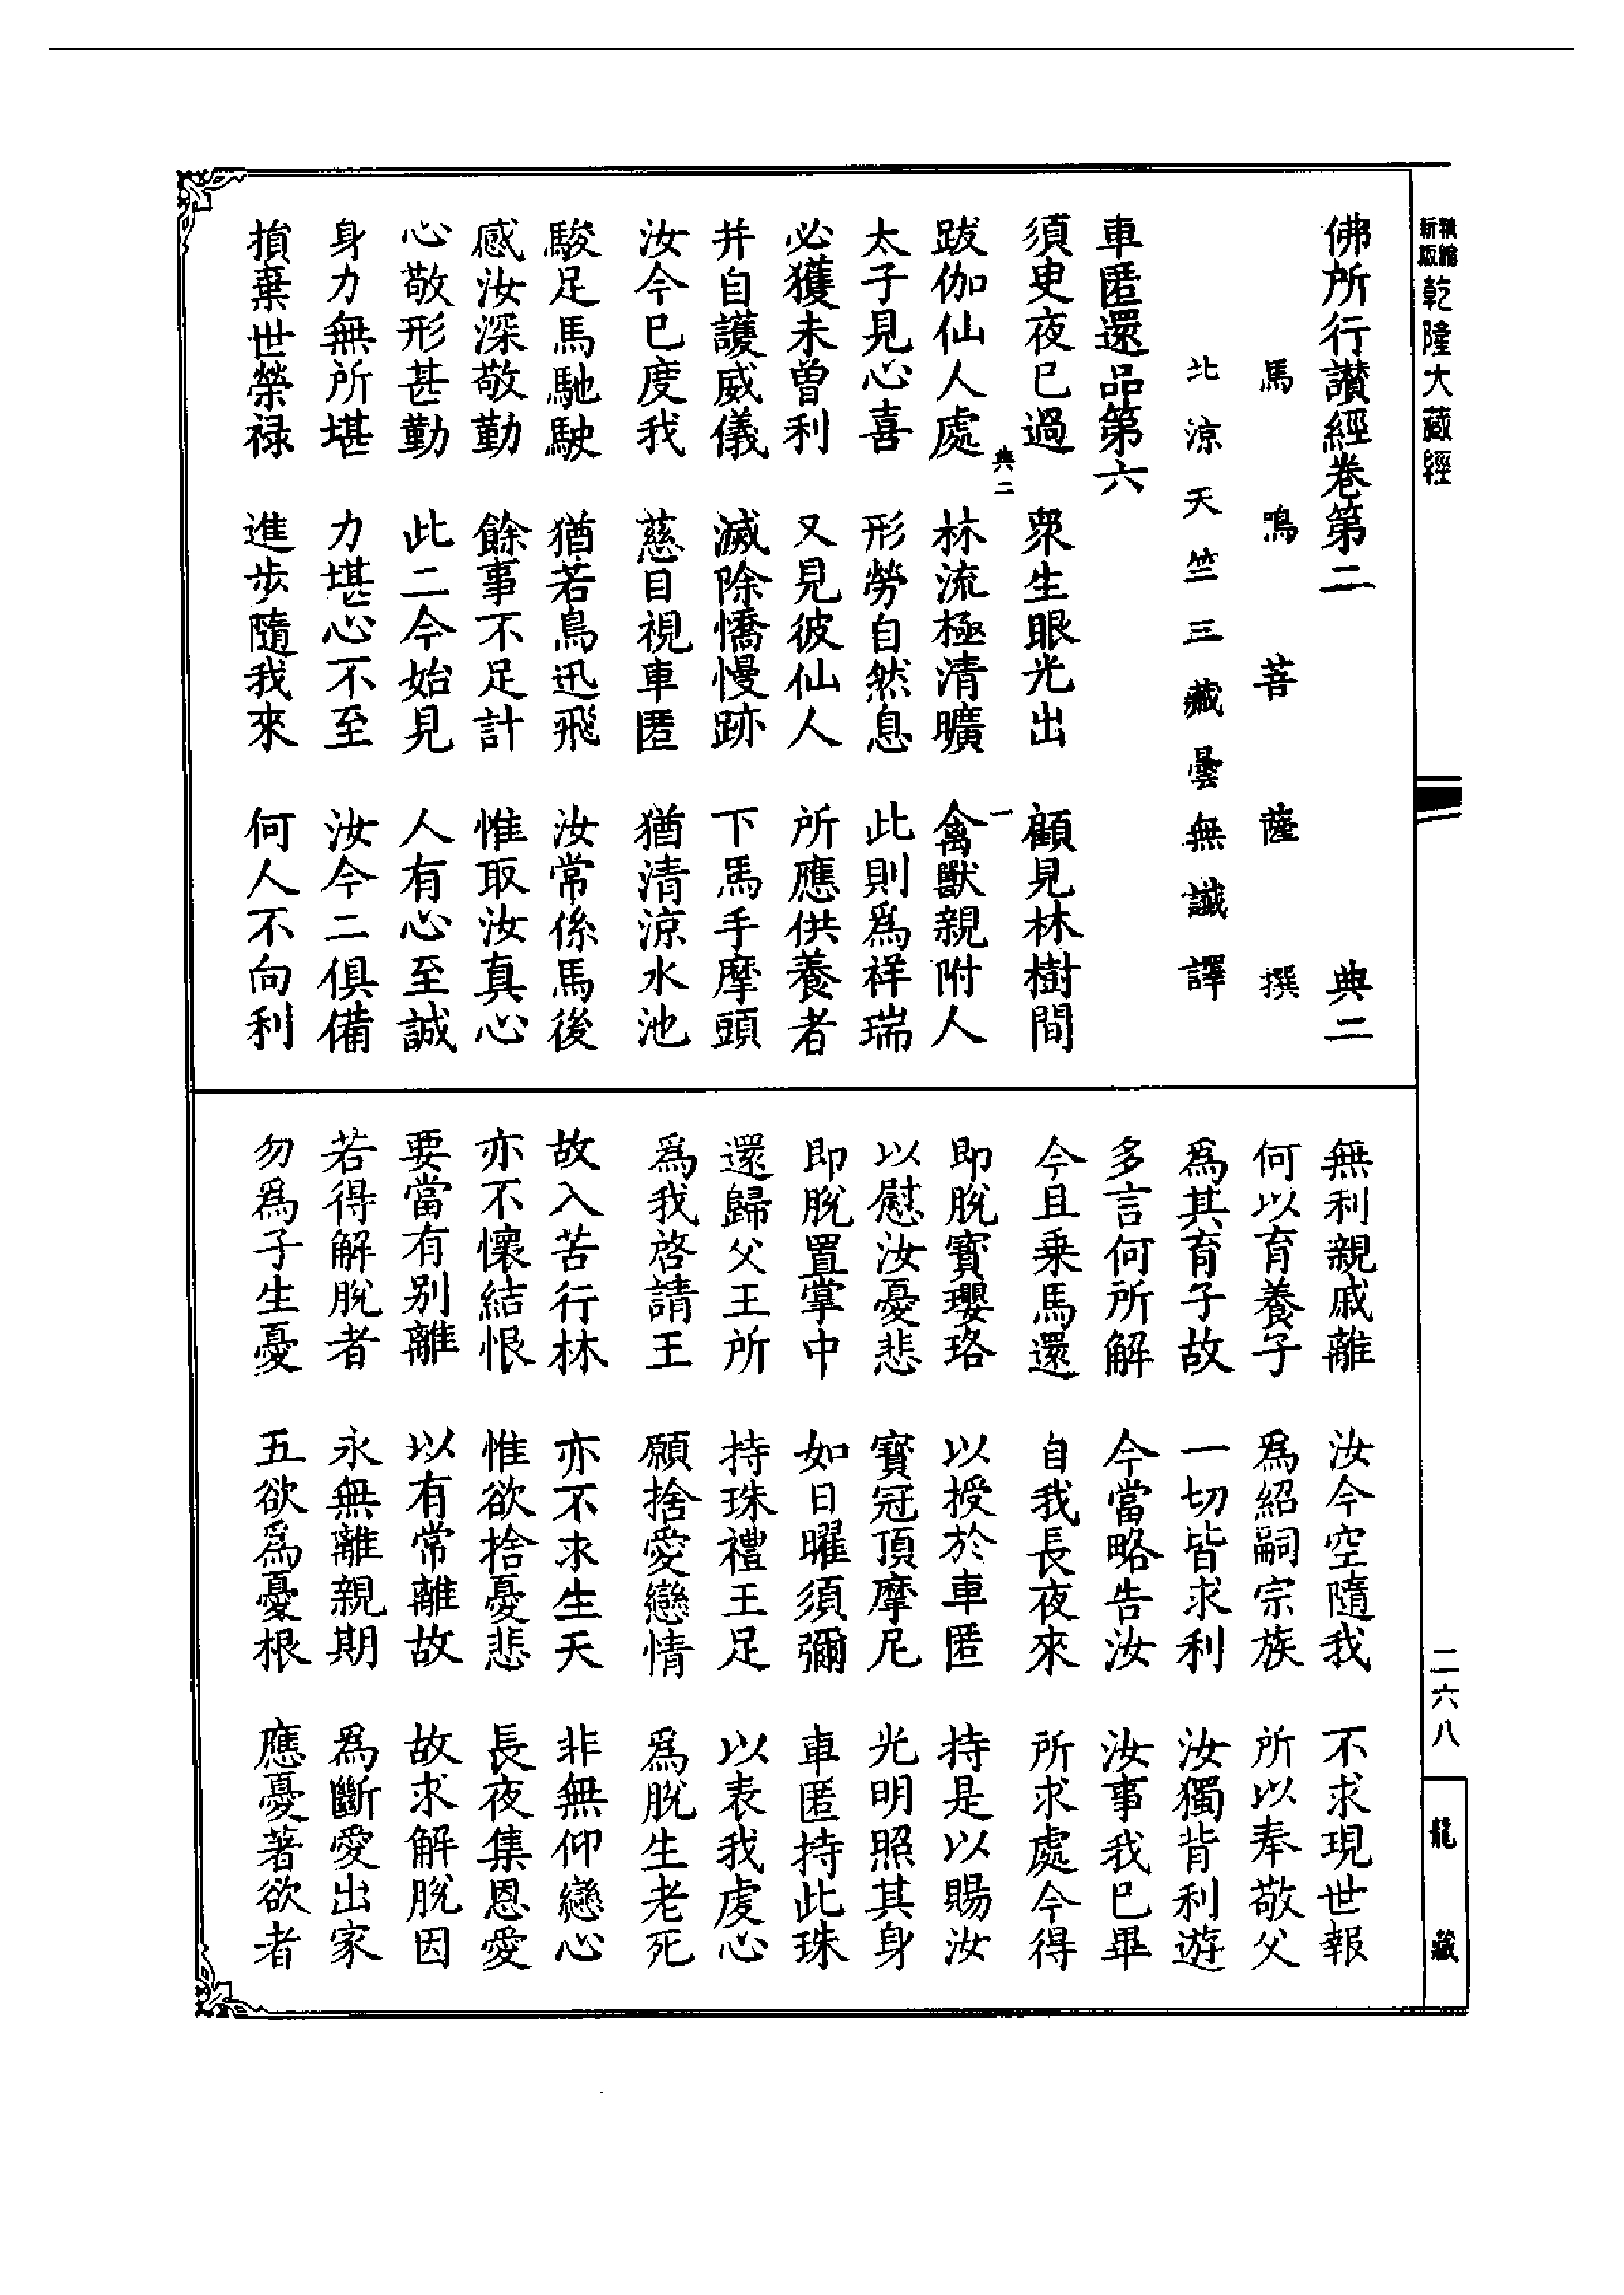 新版
乾隆大藏經
佛所行讃經卷第二 典二
馬鳴菩薩撰
北涼天竺三藏曇無讖譯
車匿還品第六
須臾夜已過 衆生眼光出 顧見林樹間
典二 一
跋伽仙人處 林流極清曠 禽獸親附人
太子見心喜 形勞自然息 此則爲祥瑞
必獲未曾利 又見彼仙人 所應供養者
并自護威儀 滅除憍慢跡 下馬手摩頭
汝今已度我 慈目視車匿 猶清涼水池
駿足馬馳駛 猶若鳥迅飛 汝常係馬後
感汝深敬勤 餘事不足計 惟取汝真心
心敬形甚勤 此二今始見 人有心至誠
身力無所堪 力堪心不至 汝今二俱備
損棄世榮禄 進步隨我來 何人不向利
無利親戚離 汝今空隨我 不求現世報
何以育養子 爲紹嗣宗族 所以奉敬父
爲其育子故 一切皆求利 汝獨背利遊
多言何所解 今當略告汝 汝事我已畢
今且乗馬還 自我長夜來 所求處今得
即脫寶瓔珞 以授於車匿 持是以賜汝
以慰汝憂悲 寶冠頂摩尼 光明照其身
即脫置掌中 如日曜須彌 車匿持此珠
還歸父王所 持珠禮王足 以表我虔心
爲我啓請王 願捨愛戀情 爲脫生老死
故入苦行林 亦不求生天 非無仰戀心
亦不懷結恨 惟欲捨憂悲 長夜集恩愛
要當有别離 以有常離故 故求解脫因
若得解脫者 永無離親期 爲斷愛出家
勿爲子生憂 五欲爲憂根 應憂著欲者
二六八
龍藏